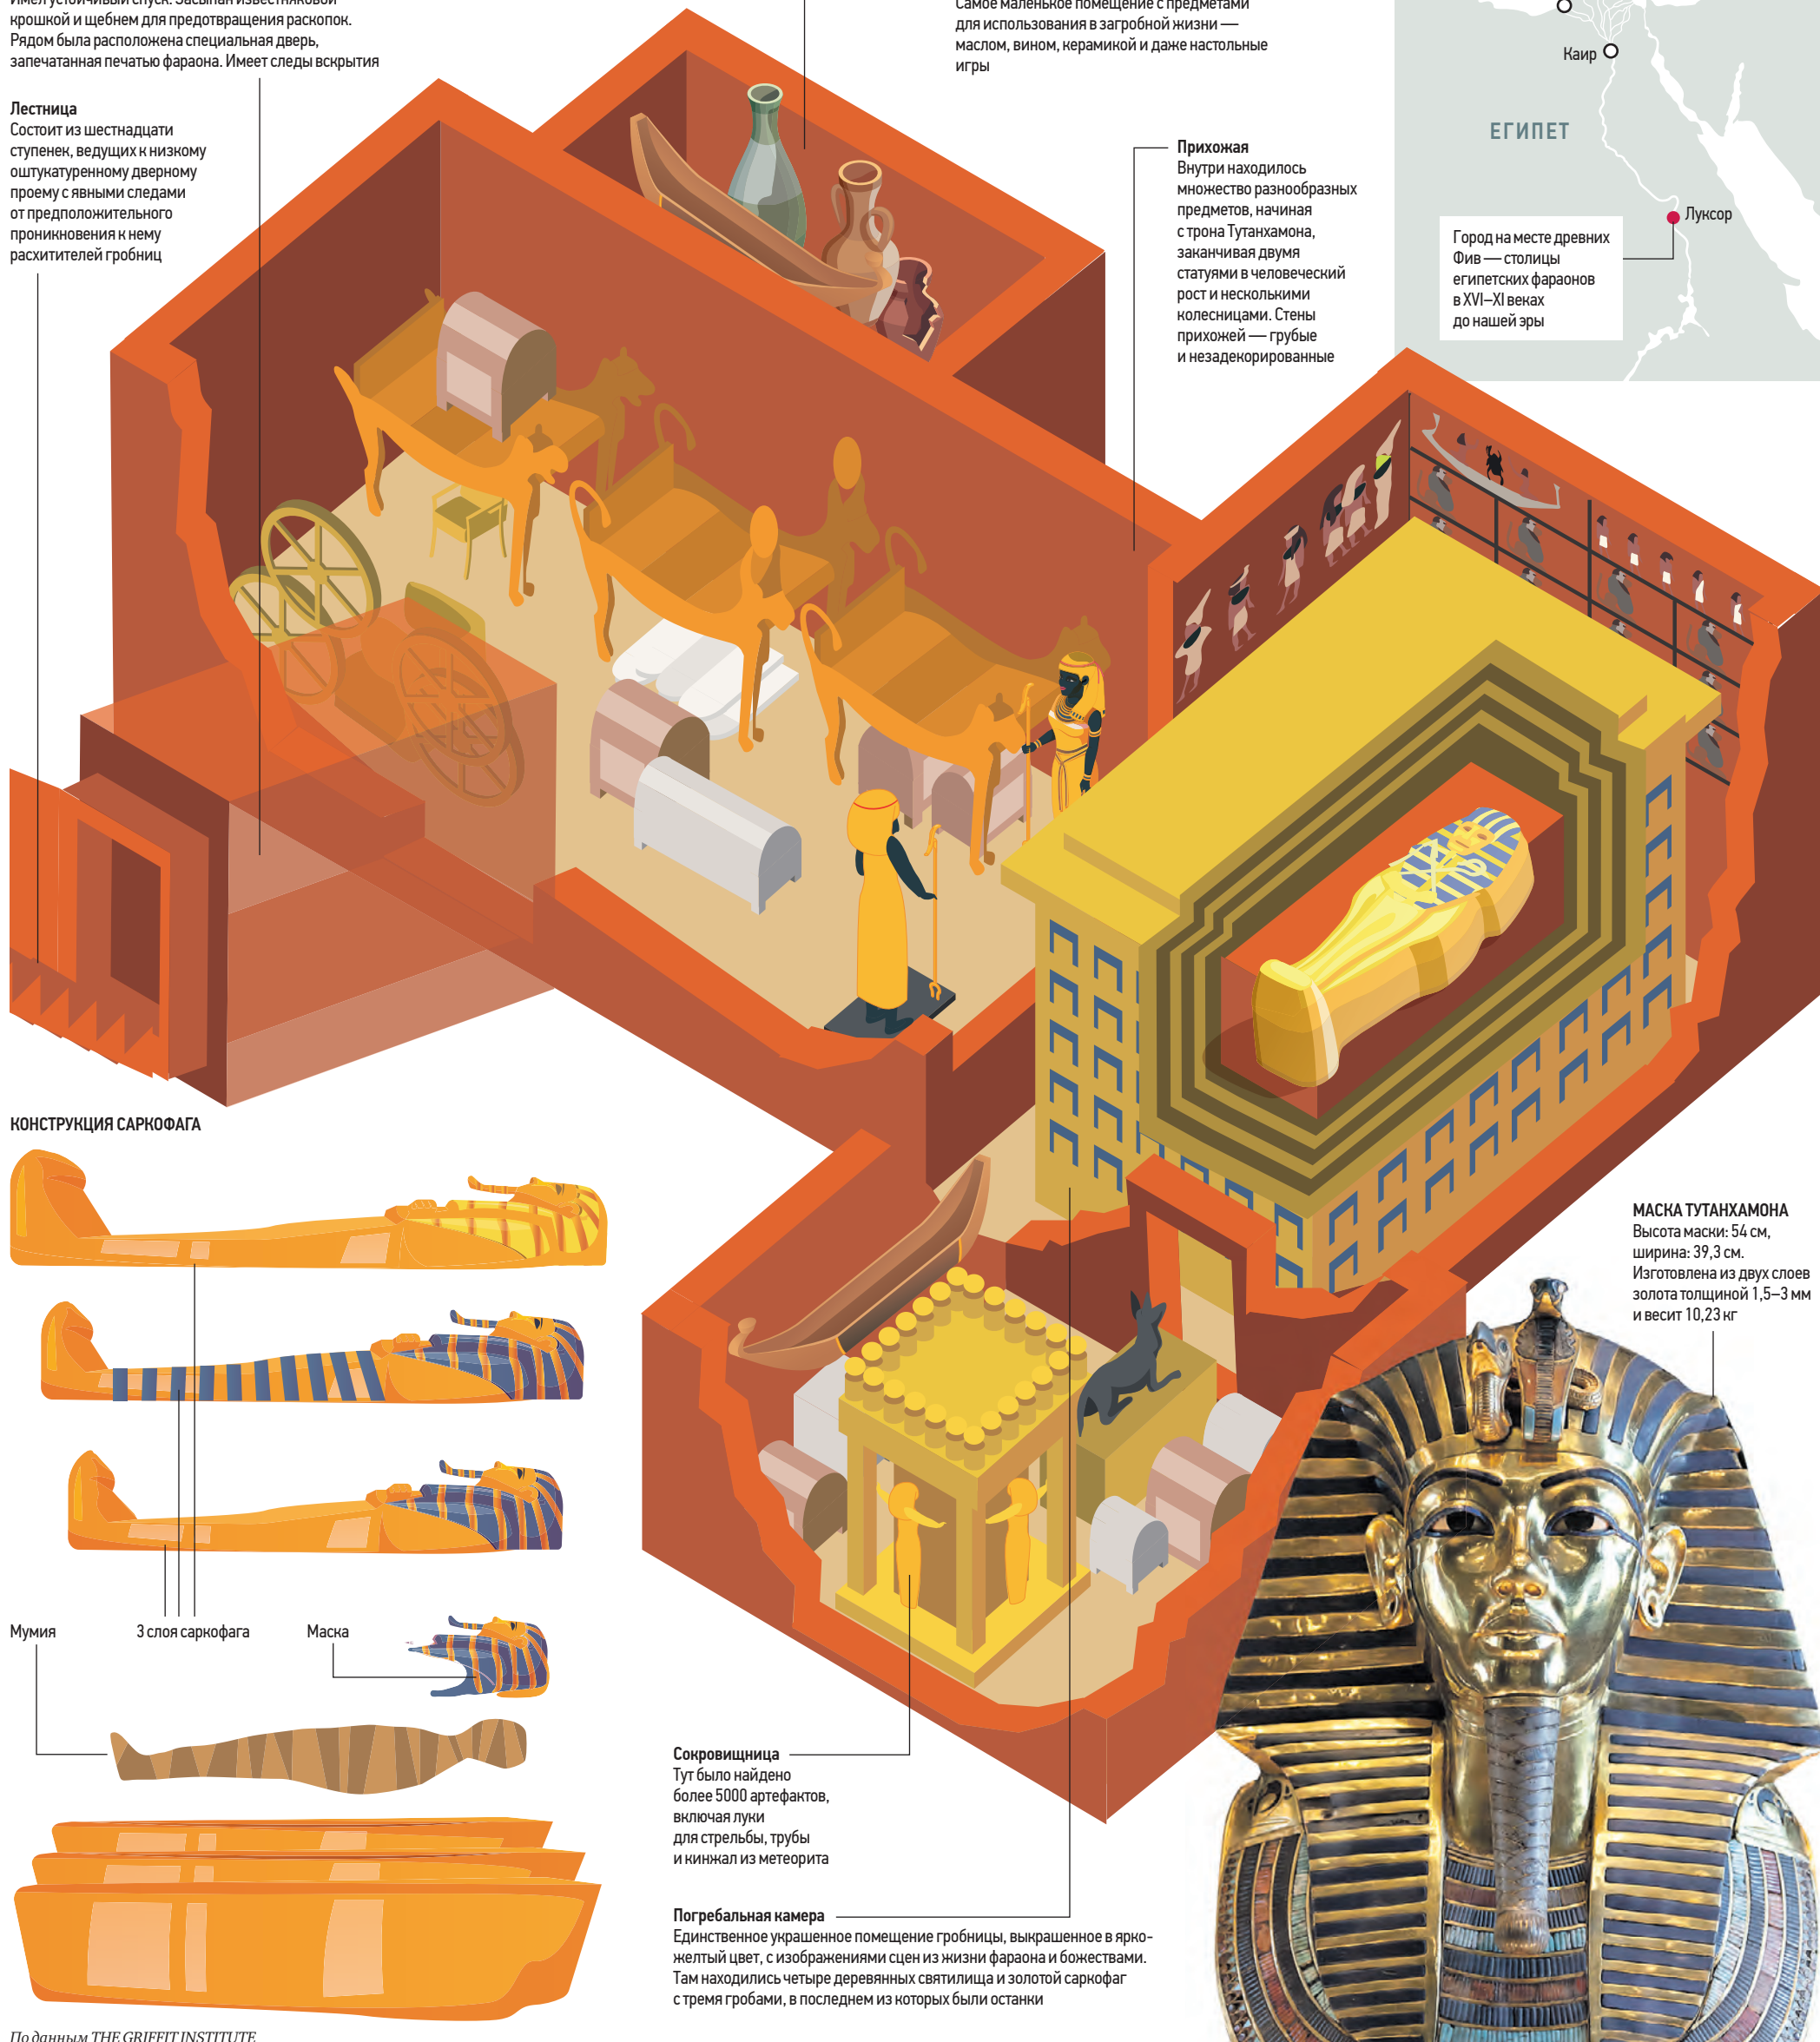 Имел устойчивый спуск. Засыпан известняковой
крошкой и щебнем для предотвращения раскопок.
Рядом была расположена специальная дверь,
запечатанная печатью фараона. Имеет следы вскрытия
Лестница
Состоит из шестнадцати
ступенек, ведущих к низкому
оштукатуренному дверному
проему с явными следами
от предположительного
проникновения к нему
расхитителей гробниц
Самое маленькое помещение с предметами
для использования в загробной жизни —
маслом, вином, керамикой и даже настольные
игры
Прихожая
Внутри находилось
множество разнообразных
предметов, начиная
с трона Тутанхамона,
заканчивая двумя
статуями в человеческий
рост и несколькими
колесницами. Стены
прихожей — грубые
и незадекорированные
Каир
ЕГИПЕТ
Луксор
Город на месте древних
Фив — столицы
египетских фараонов
в XVI–XI веках
до нашей эры
КОНСТРУКЦИЯ САРКОФАГА
Мумия
3 слоя саркофага
Маска
МАСКА ТУТАНХАМОНА
Высота маски: 54 см,
ширина: 39,3 см.
Изготовлена из двух слоев
золота толщиной 1,5–3 мм
и весит 10,23 кг
Сокровищница
Тут было найдено
более 5000 артефактов,
включая луки
для стрельбы, трубы
и кинжал из метеорита
Погребальная камера
Единственное украшенное помещение гробницы, выкрашенное в ярко-
желтый цвет, с изображениями сцен из жизни фараона и божествами.
Там находились четыре деревянных святилища и золотой саркофаг
с тремя гробами, в последнем из которых были останки
По данным THE GRIFFIT INSTITUTE